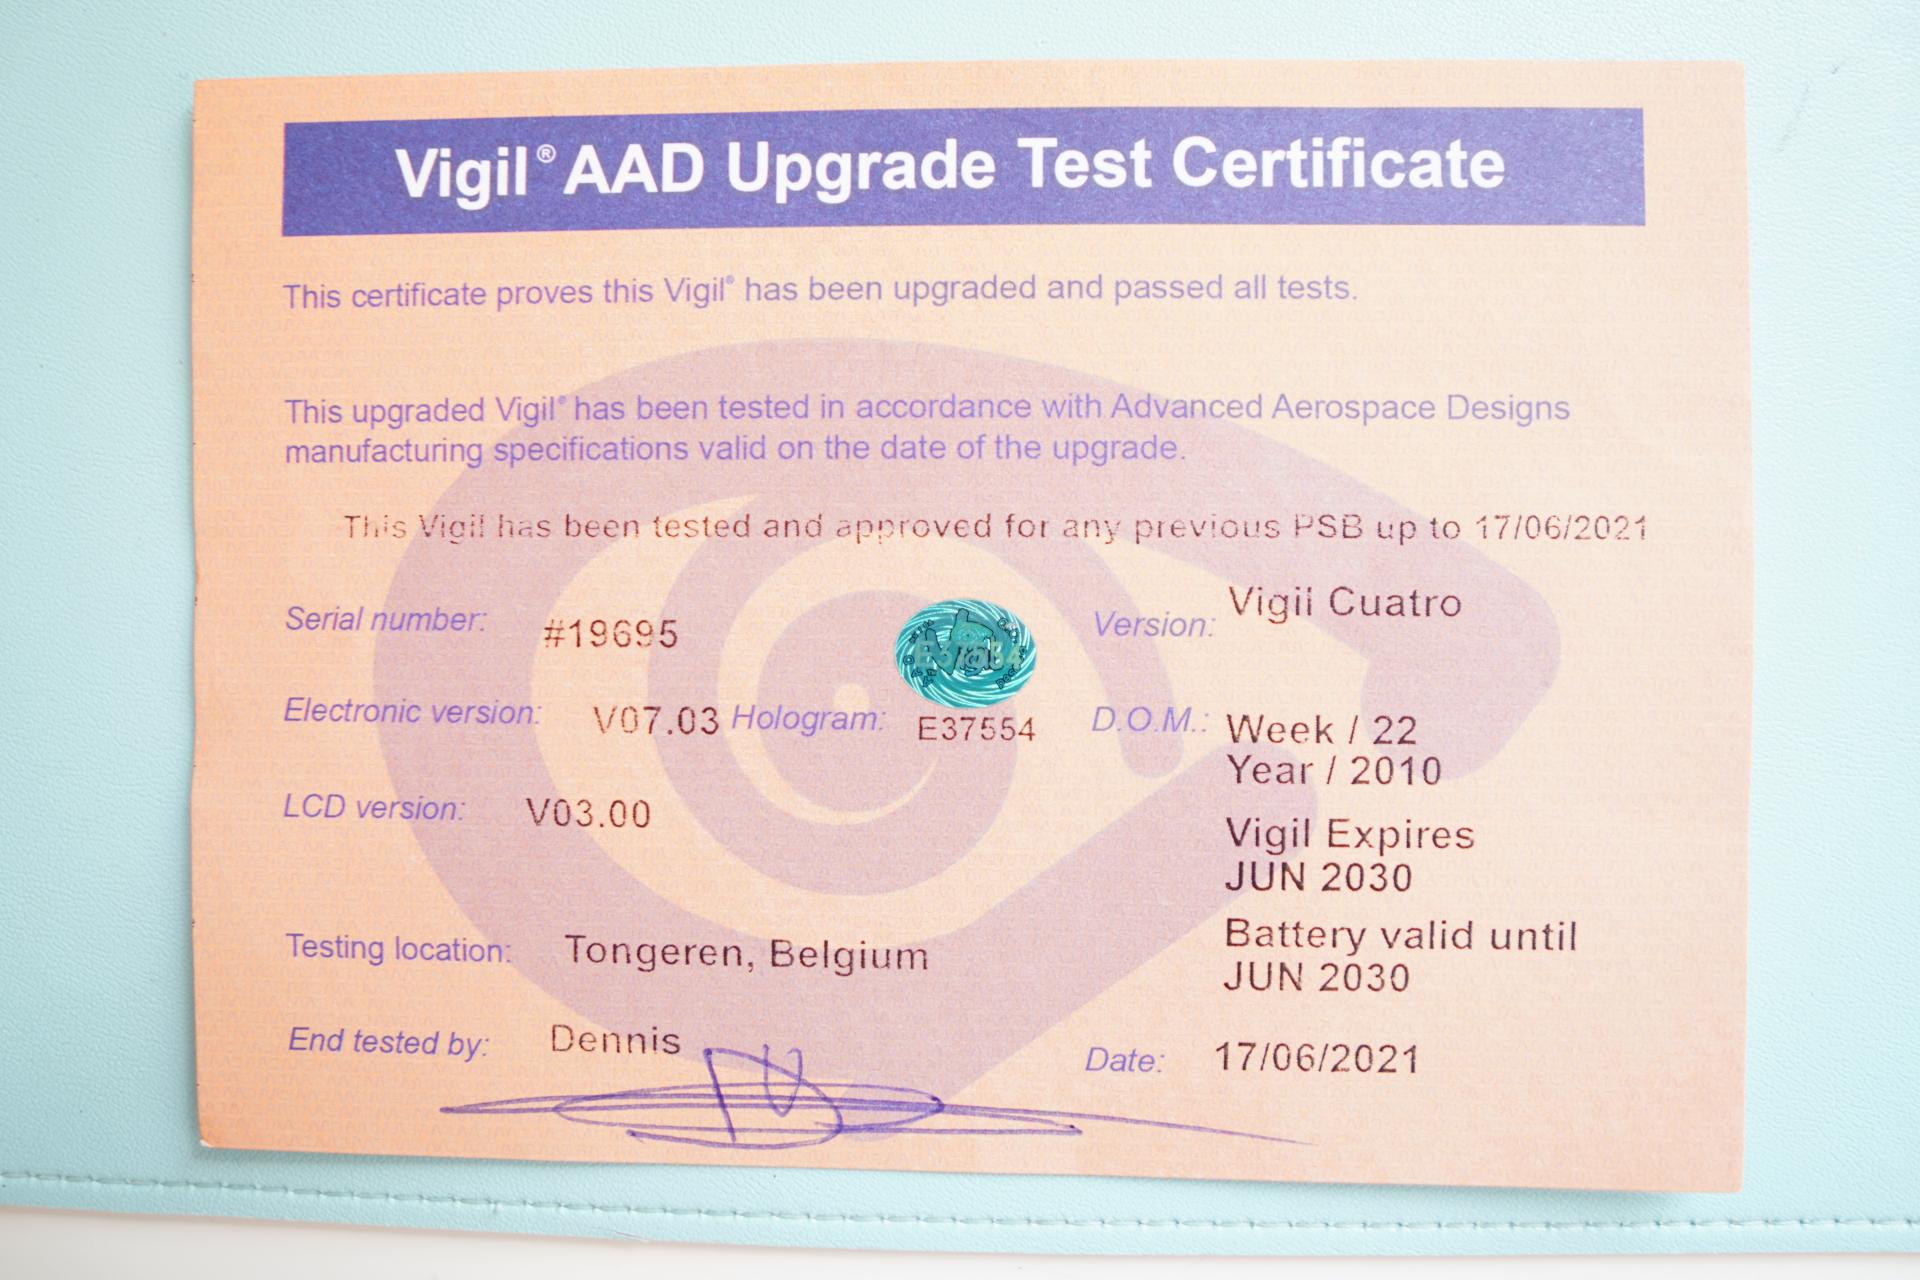 Vigil® AAD Upgrade Test Certificate
This certificate proves this Vigil® has been upgraded and passed all tests.
This upgraded Vigil® has been tested in accordance with Advanced Aerospace Designs
manufacturing specifications valid on the date of the upgrade.
This Vigil has been tested and approved for any previous PSB up to 17/06/2021
Serial number: #19695
Version: Vigil Cuatro
Electronic version: V07.03 Hologram: E37554
D.O.M.: Week / 22
Year / 2010
LCD version: V03.00
Vigil Expires
JUN 2030
Testing location: Tongeren, Belgium
Battery valid until
JUN 2030
End tested by: Dennis
Date: 17/06/2021